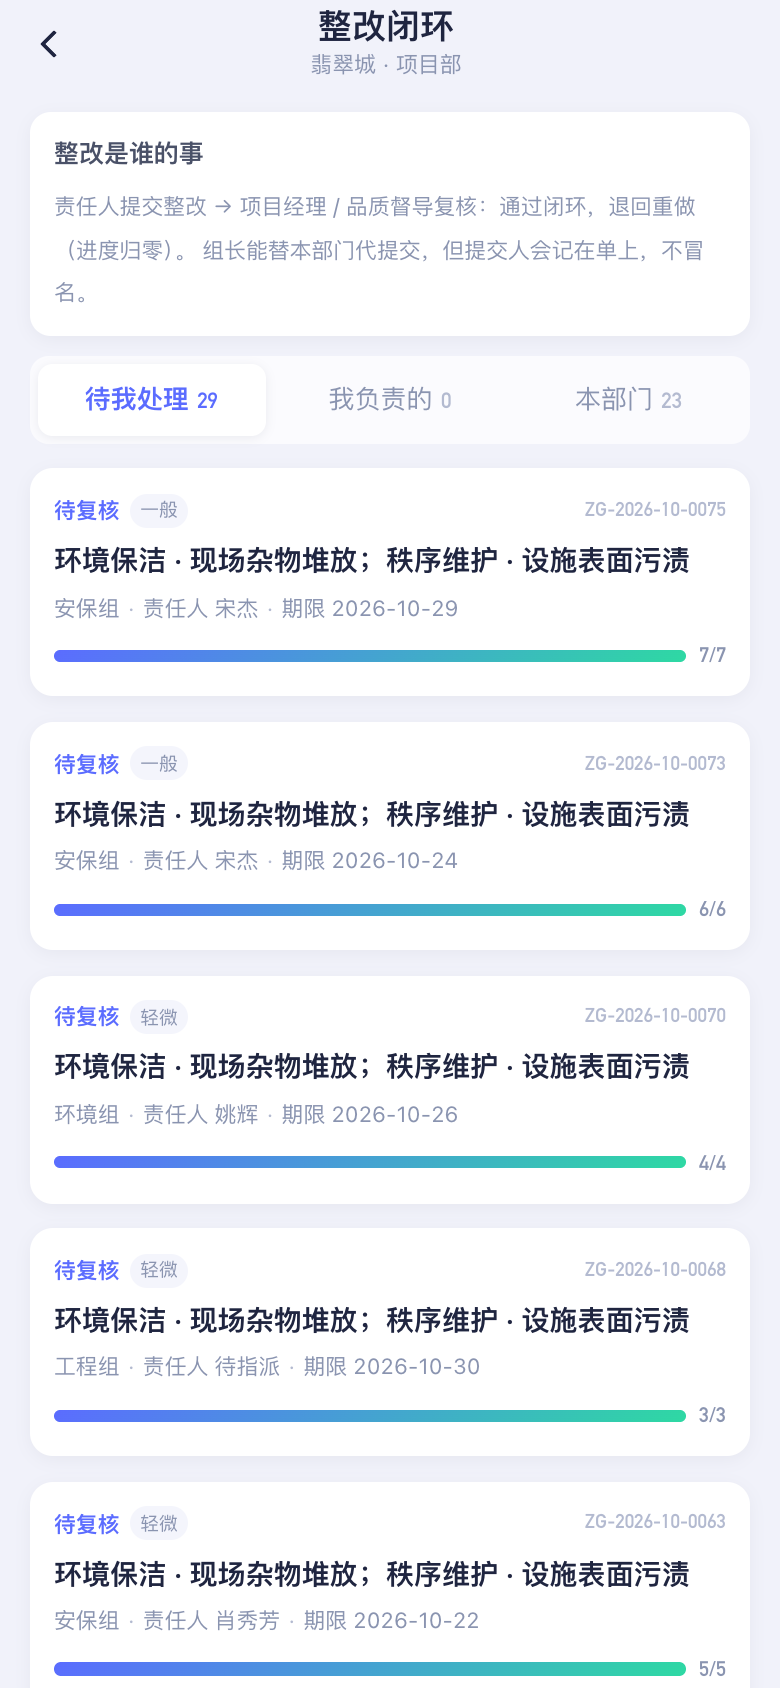 整改闭环
翡翠城 · 项目部
整改是谁的事
责任人提交整改 → 项目经理 / 品质督导复核：通过闭环，退回重做
（进度归零）。 组长能替本部门代提交，但提交人会记在单上，不冒
名。
待我处理 29 我负责的 0 本部门 23
待复核 一般 ZG-2026-10-0075
环境保洁 · 现场杂物堆放；秩序维护 · 设施表面污渍
安保组 · 责任人 宋杰 · 期限 2026-10-29
7/7
待复核 一般 ZG-2026-10-0073
环境保洁 · 现场杂物堆放；秩序维护 · 设施表面污渍
安保组 · 责任人 宋杰 · 期限 2026-10-24
6/6
待复核 轻微 ZG-2026-10-0070
环境保洁 · 现场杂物堆放；秩序维护 · 设施表面污渍
环境组 · 责任人 姚辉 · 期限 2026-10-26
4/4
待复核 轻微 ZG-2026-10-0068
环境保洁 · 现场杂物堆放；秩序维护 · 设施表面污渍
工程组 · 责任人 待指派 · 期限 2026-10-30
3/3
待复核 轻微 ZG-2026-10-0063
环境保洁 · 现场杂物堆放；秩序维护 · 设施表面污渍
安保组 · 责任人 肖秀芳 · 期限 2026-10-22
5/5